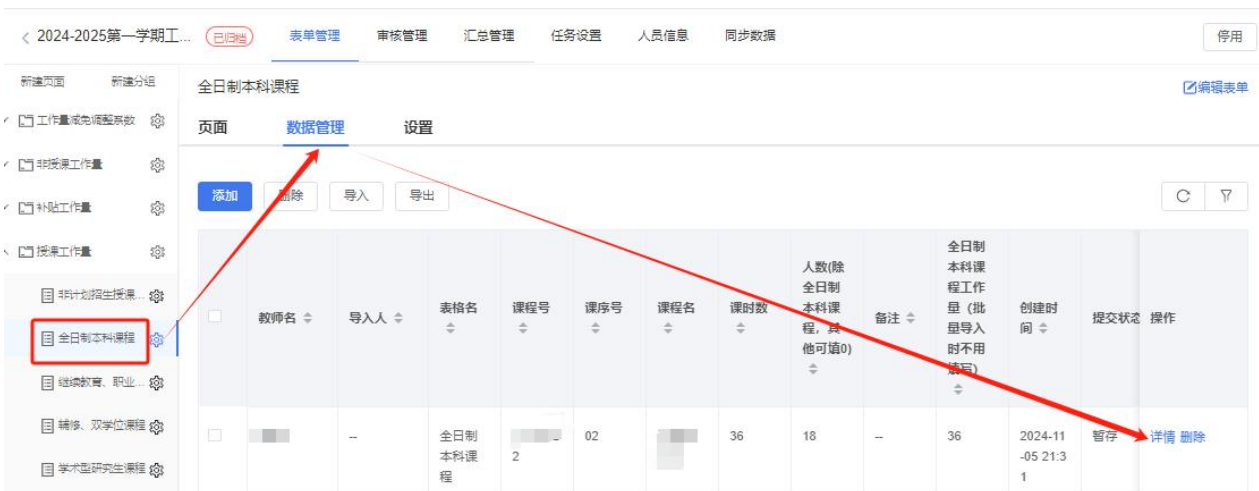 < 2024-2025第一学期工... 已归档 表单管理 审核管理 汇总管理 任务设置 人员信息 同步数据 停用
新建页面 新建分组
全日制本科课程 编辑表单
工作量减免调整系数
页面 数据管理 设置
非授课工作量
添加 删除 导入 导出
补贴工作量
授课工作量
非计划招生授课...
全日制本科课程
继续教育、职业...
辅修、双学位课程
学术型研究生课程
教师名 导入人 表格名 课程号 课序号 课程名 课时数
人数(除
全日制
本科课
程，其
他可填0)
备注
全日制
本科课
程工作
量（批
量导入
时不用
填写）
创建时
间
提交状态 操作
-- 全日制
本科课
程
2
02 36 18 -- 36 2024-11
-05 21:3
1
暂存 详情 删除